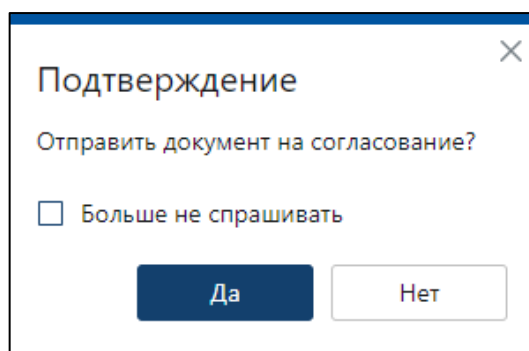 Подтверждение
Отправить документ на согласование?
Больше не спрашивать
Да
Нет